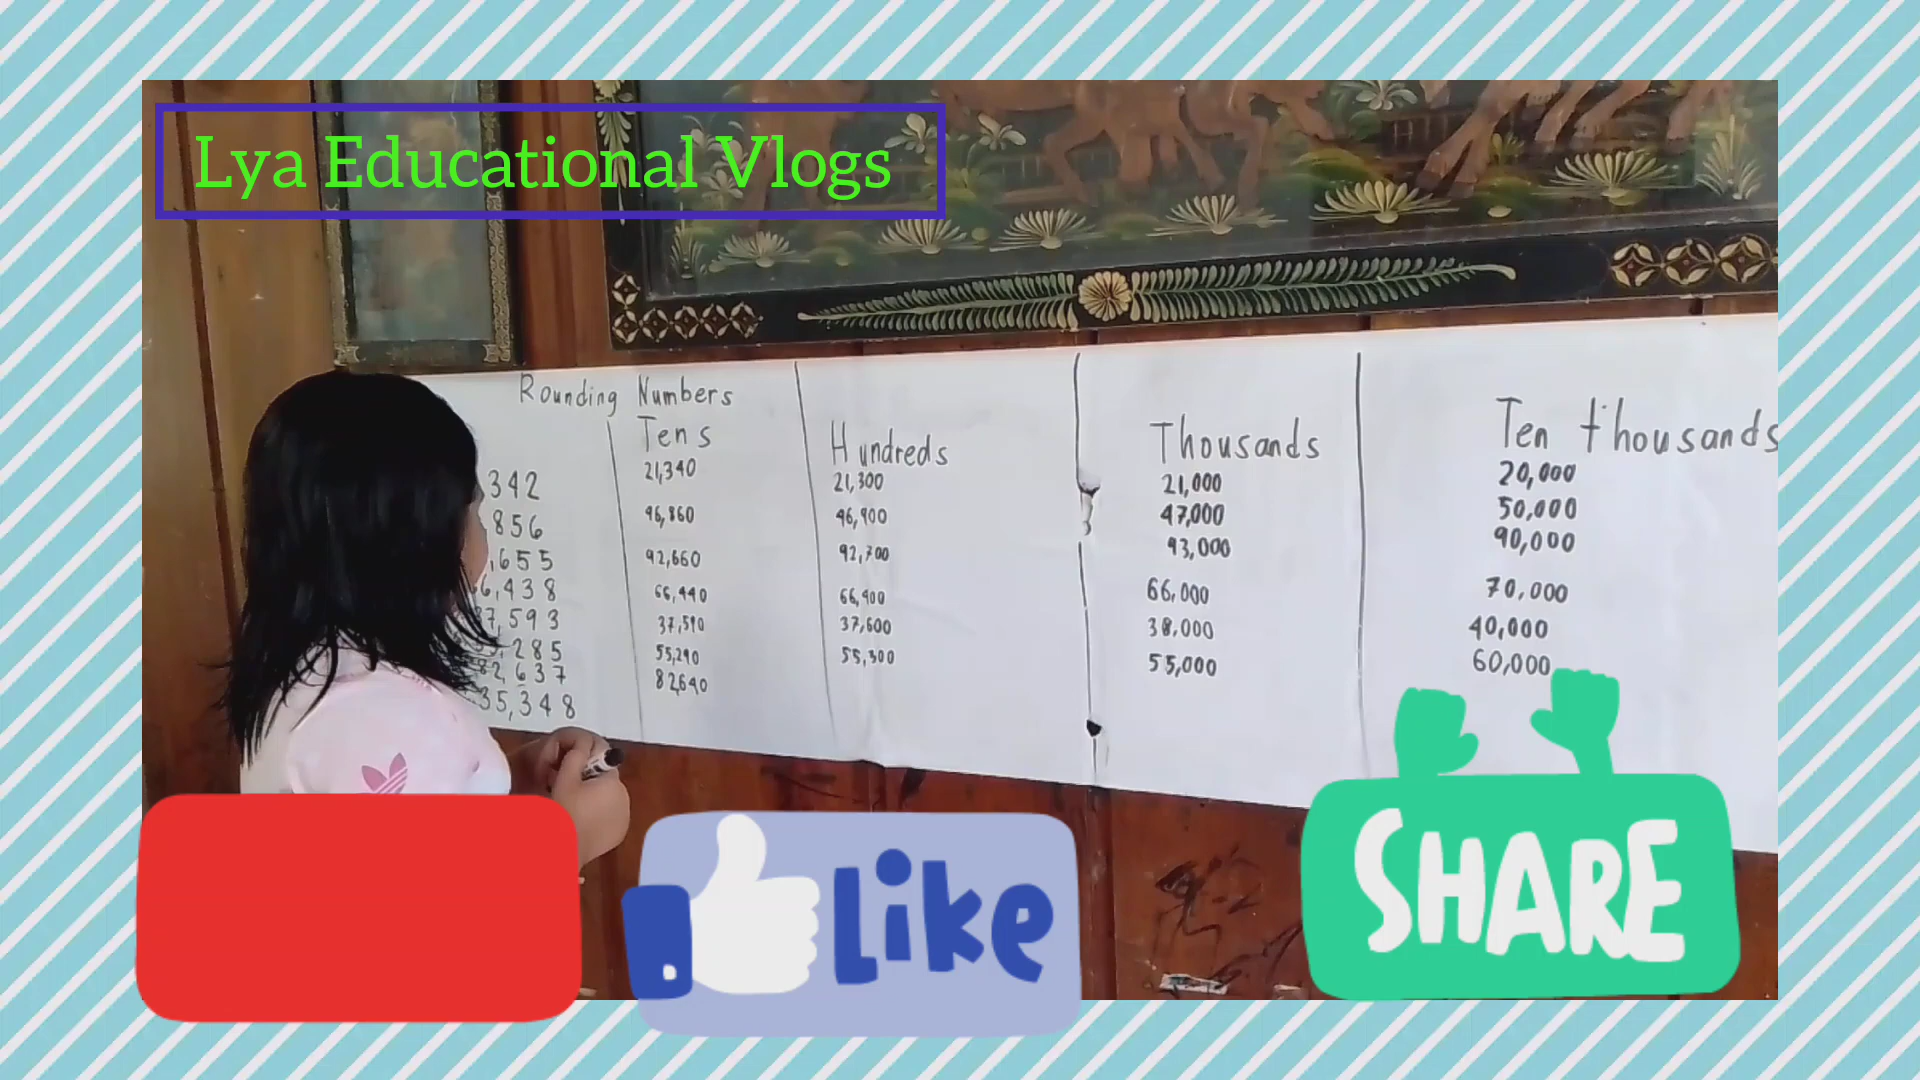 Lya Educational Vlogs
Rounding Numbers
Tens
Hundreds
Thousands
Ten thousands
342 21,340 21,300 21,000 20,000
856 46,860 46,900 47,000 50,000
,655 92,660 92,700 93,000 90,000
6,438 66,440 66,400 66,000 70,000
37,593 37,590 37,600 38,000 40,000
285 55,290 55,300 55,000 60,000
82,637 82,640
35,348
Like
SHARE